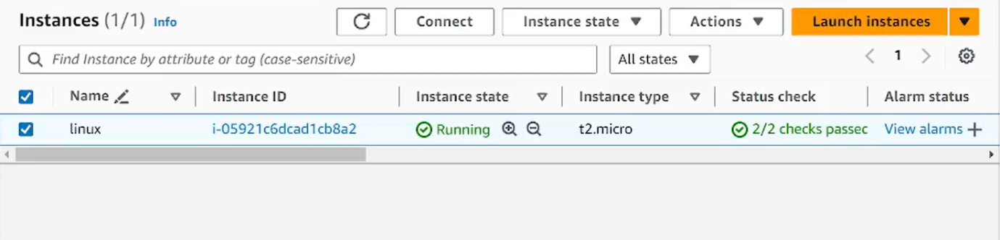 Instances (1/1) Info Connect Instance state Actions Launch instances
Find Instance by attribute or tag (case-sensitive) All states 1
Name Instance ID Instance state Instance type Status check Alarm status
linux i-05921c6dcad1cb8a2 Running t2.micro 2/2 checks passec View alarms +